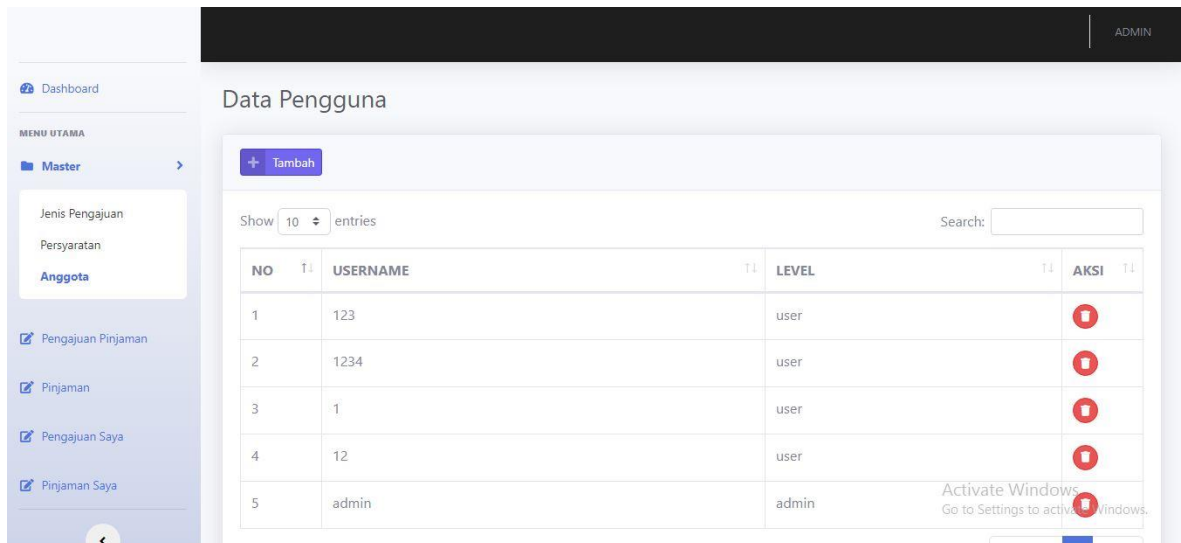 ADMIN
Dashboard
MENU UTAMA
Master
Jenis Pengajuan
Persyaratan
Anggota
Pengajuan Pinjaman
Pinjaman
Pengajuan Saya
Pinjaman Saya
Data Pengguna
Tambah
Show 10 entries
Search:
NO USERNAME LEVEL AKSI
1 123 user
2 1234 user
3 1 user
4 12 user
5 admin admin
Activate Windows
Go to Settings to activate Windows.